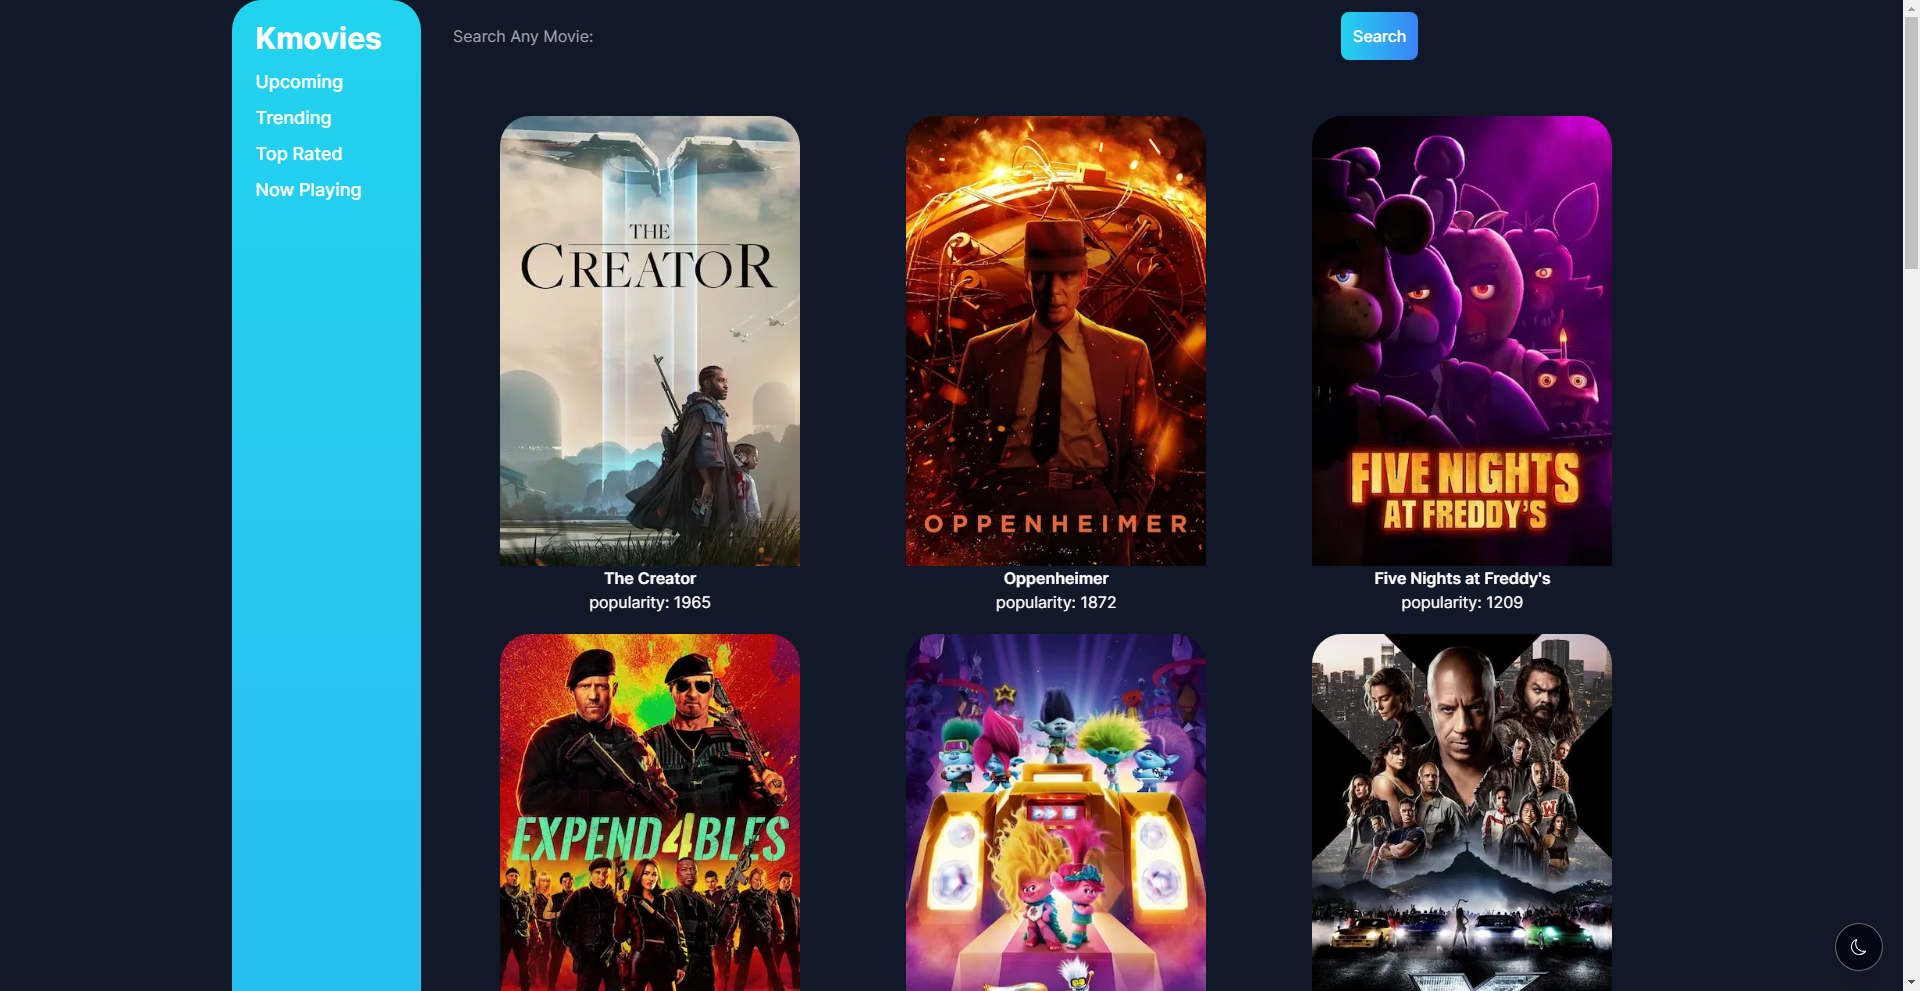 Kmovies
Upcoming
Trending
Top Rated
Now Playing
Search Any Movie:
Search
THE
CREATOR
OPPENHEIMER
FIVE NIGHTS
AT FREDDY'S
The Creator
popularity: 1965
Oppenheimer
popularity: 1872
Five Nights at Freddy's
popularity: 1209
EXPEND4BLES
W